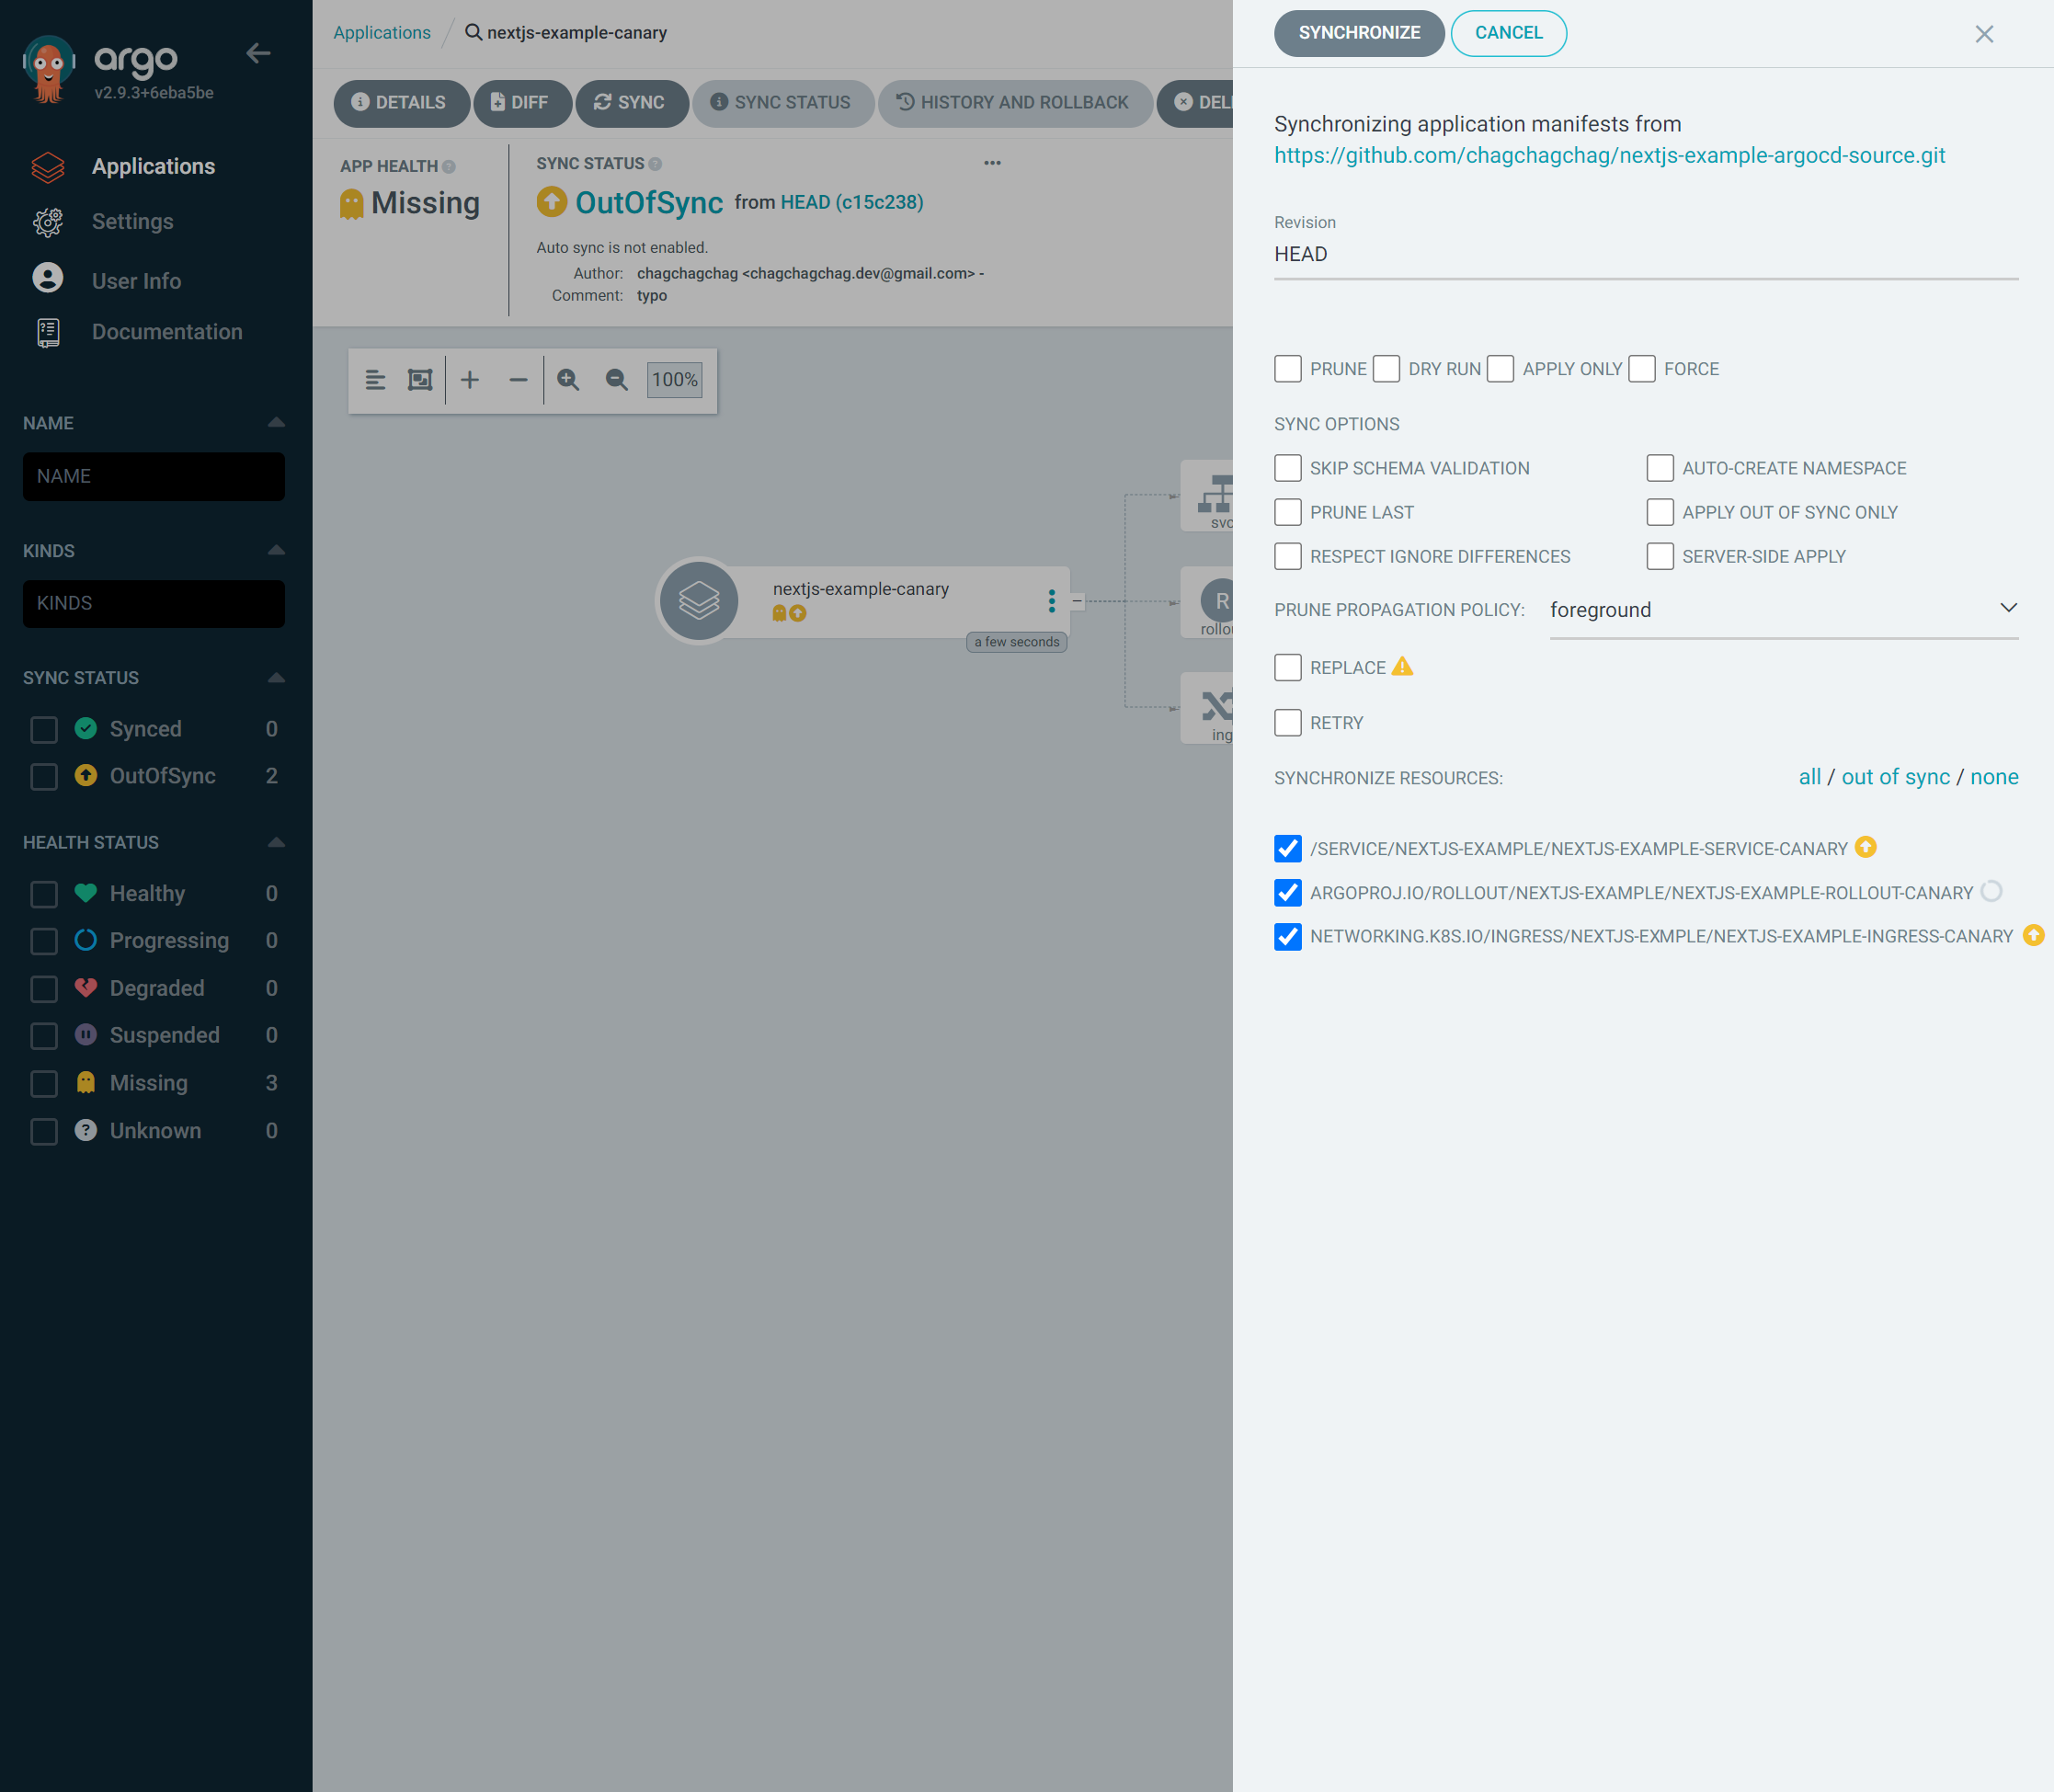 argo
v2.9.3+6eba5be
Applications
Settings
User Info
Documentation
NAME
NAME
KINDS
KINDS
SYNC STATUS
Synced 0
OutOfSync 2
HEALTH STATUS
Healthy 0
Progressing 0
Degraded 0
Suspended 0
Missing 3
Unknown 0
Applications / nextjs-example-canary
DETAILS DIFF SYNC SYNC STATUS HISTORY AND ROLLBACK DEL
APP HEALTH
Missing
SYNC STATUS
OutOfSync from HEAD (c15c238)
Auto sync is not enabled.
Author: chagchagchag <chagchagchag.dev@gmail.com> -
Comment: typo
100%
nextjs-example-canary
a few seconds
svc
R
rollou
ing
SYNCHRONIZE CANCEL
Synchronizing application manifests from
https://github.com/chagchagchag/nextjs-example-argocd-source.git
Revision
HEAD
PRUNE DRY RUN APPLY ONLY FORCE
SYNC OPTIONS
SKIP SCHEMA VALIDATION AUTO-CREATE NAMESPACE
PRUNE LAST APPLY OUT OF SYNC ONLY
RESPECT IGNORE DIFFERENCES SERVER-SIDE APPLY
PRUNE PROPAGATION POLICY: foreground
REPLACE
RETRY
SYNCHRONIZE RESOURCES: all / out of sync / none
/SERVICE/NEXTJS-EXAMPLE/NEXTJS-EXAMPLE-SERVICE-CANARY
ARGOPROJ.IO/ROLLOUT/NEXTJS-EXAMPLE/NEXTJS-EXAMPLE-ROLLOUT-CANARY
NETWORKING.K8S.IO/INGRESS/NEXTJS-EXMPLE/NEXTJS-EXAMPLE-INGRESS-CANARY